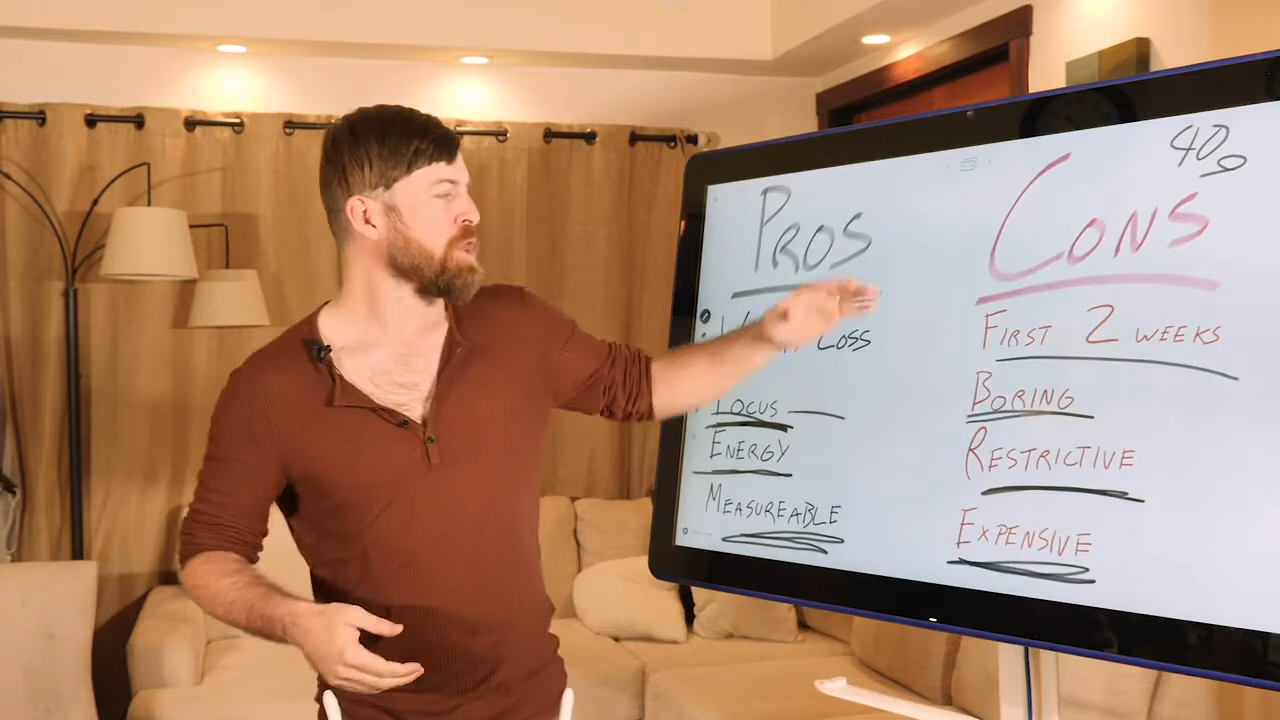 PROS
LOSS
FOCUS
ENERGY
MEASUREABLE
40g
CONS
FIRST 2 WEEKS
BORING
RESTRICTIVE
EXPENSIVE